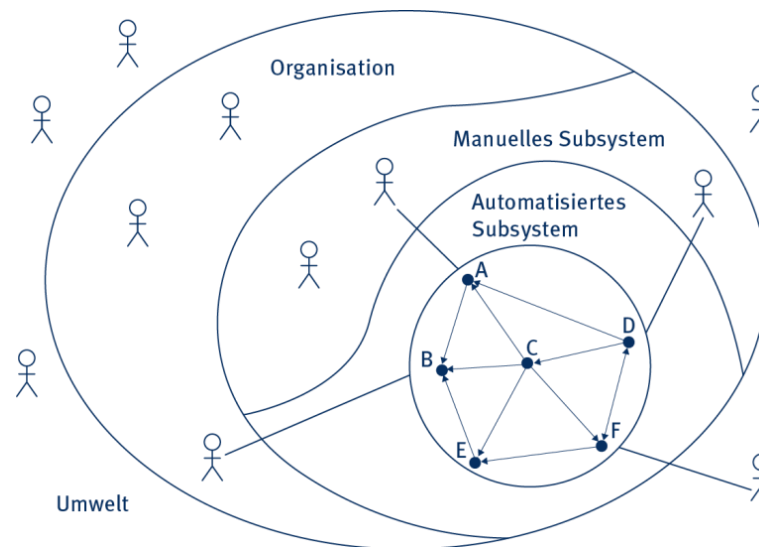 Organisation
Manuelles Subsystem
Automatisiertes
Subsystem
A
D
B
C
F
E
Umwelt